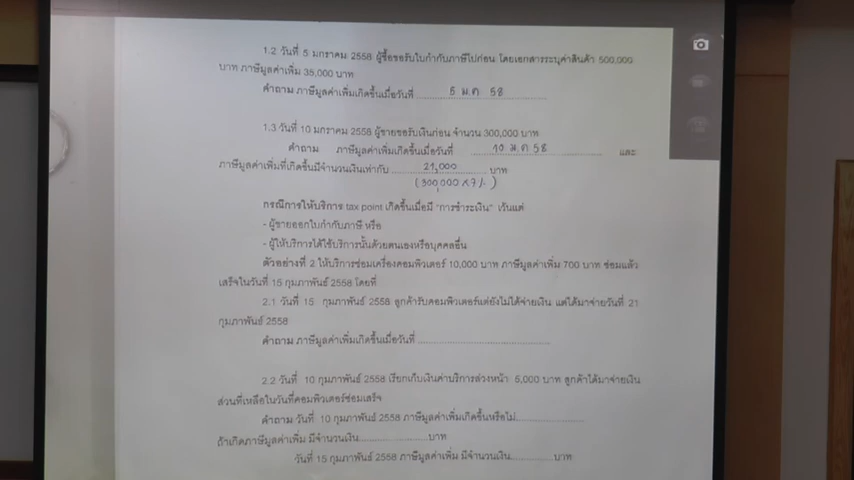 1.2 วันที่ 5 มกราคม 2558 ผู้ซื้อขอรับใบกำกับภาษีไปก่อน โดยเอกสารระบุค่าสินค้า 500,000
บาท ภาษีมูลค่าเพิ่ม 35,000 บาท
คำถาม ภาษีมูลค่าเพิ่มเกิดขึ้นเมื่อวันที่ ..........5 ม.ค 58..........
1.3 วันที่ 10 มกราคม 2558 ผู้ขายขอรับเงินก่อน จำนวน 300,000 บาท
คำถาม ภาษีมูลค่าเพิ่มเกิดขึ้นเมื่อวันที่ ..........10 ม.ค 58.......... และ
ภาษีมูลค่าเพิ่มที่เกิดขึ้นมีจำนวนเงินเท่ากับ ..........21,000.......... บาท
(300,000 x 7%)
กรณีการให้บริการ tax point เกิดขึ้นเมื่อมี "การชำระเงิน" เว้นแต่
- ผู้ขายออกใบกำกับภาษี หรือ
- ผู้ให้บริการได้ใช้บริการนั้นด้วยตนเองหรือบุคคลอื่น
ตัวอย่างที่ 2 ให้บริการซ่อมเครื่องคอมพิวเตอร์ 10,000 บาท ภาษีมูลค่าเพิ่ม 700 บาท ซ่อมแล้ว
เสร็จในวันที่ 15 กุมภาพันธ์ 2558 โดยที่
2.1 วันที่ 15 กุมภาพันธ์ 2558 ลูกค้ารับคอมพิวเตอร์แต่ยังไม่ได้จ่ายเงิน แต่ได้มาจ่ายวันที่ 21
กุมภาพันธ์ 2558
คำถาม ภาษีมูลค่าเพิ่มเกิดขึ้นเมื่อวันที่ ..............................
2.2 วันที่ 10 กุมภาพันธ์ 2558 เรียกเก็บเงินค่าบริการล่วงหน้า 5,000 บาท ลูกค้าได้มาจ่ายเงิน
ส่วนที่เหลือในวันที่คอมพิวเตอร์ซ่อมเสร็จ
คำถาม วันที่ 10 กุมภาพันธ์ 2558 ภาษีมูลค่าเพิ่มเกิดขึ้นหรือไม่....................
ถ้าเกิดภาษีมูลค่าเพิ่ม มีจำนวนเงิน....................บาท
วันที่ 15 กุมภาพันธ์ 2558 ภาษีมูลค่าเพิ่ม มีจำนวนเงิน............บาท